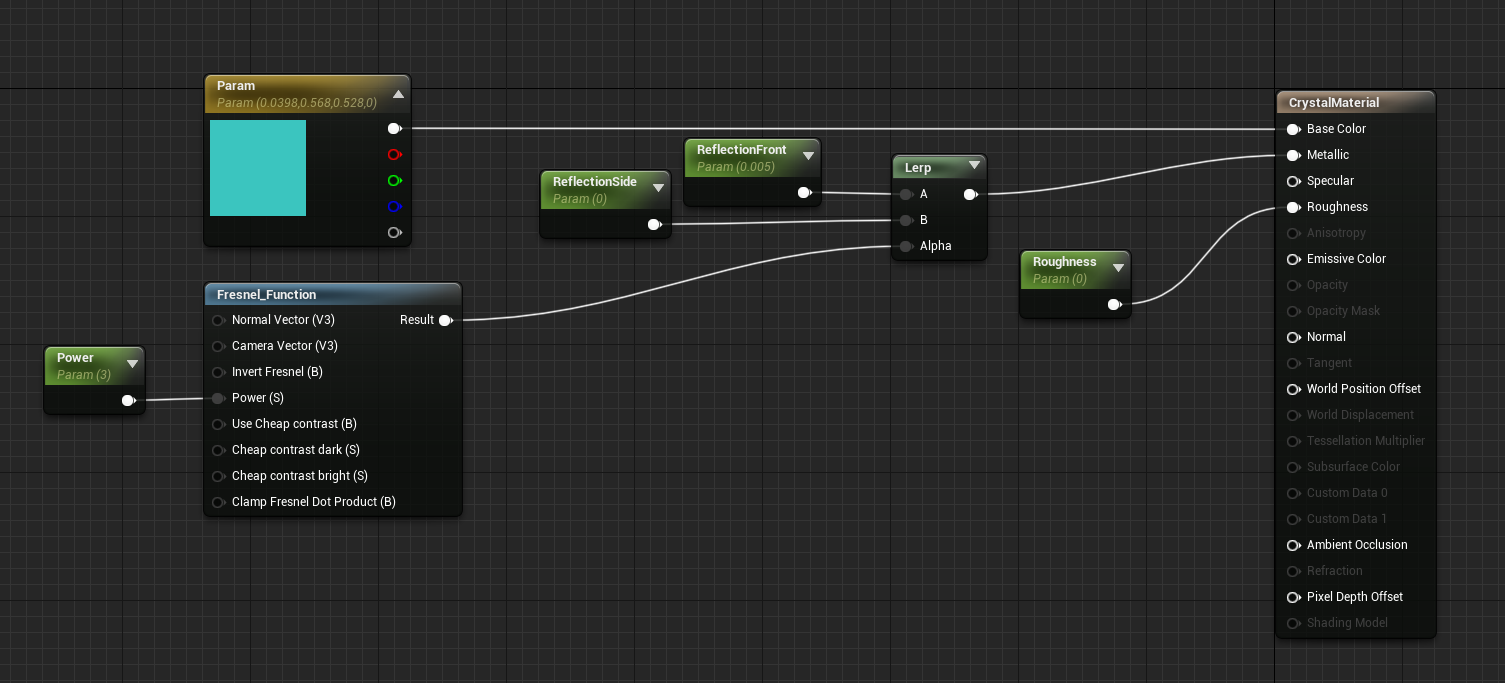 Param
Param (0.0398,0.568,0.528,0)
ReflectionSide
Param (0)
ReflectionFront
Param (0.005)
Lerp
A
B
Alpha
Roughness
Param (0)
Power
Param (3)
Fresnel_Function
Normal Vector (V3) Result
Camera Vector (V3)
Invert Fresnel (B)
Power (S)
Use Cheap contrast (B)
Cheap contrast dark (S)
Cheap contrast bright (S)
Clamp Fresnel Dot Product (B)
CrystalMaterial
Base Color
Metallic
Specular
Roughness
Anisotropy
Emissive Color
Opacity
Opacity Mask
Normal
Tangent
World Position Offset
World Displacement
Tessellation Multiplier
Subsurface Color
Custom Data 0
Custom Data 1
Ambient Occlusion
Refraction
Pixel Depth Offset
Shading Model